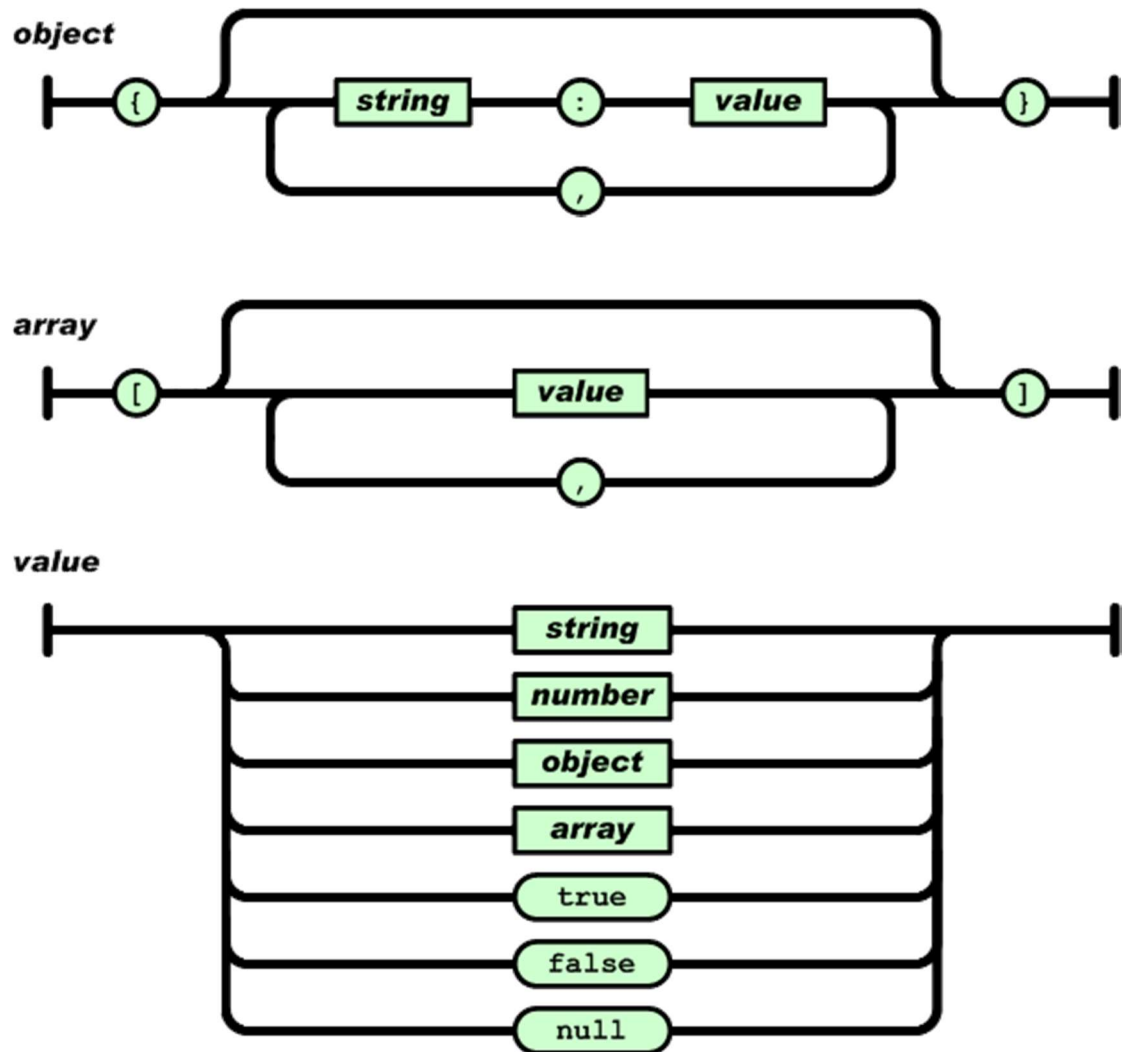 object
{ string : value }
,
array
[ value ]
,
value
string
number
object
array
true
false
null